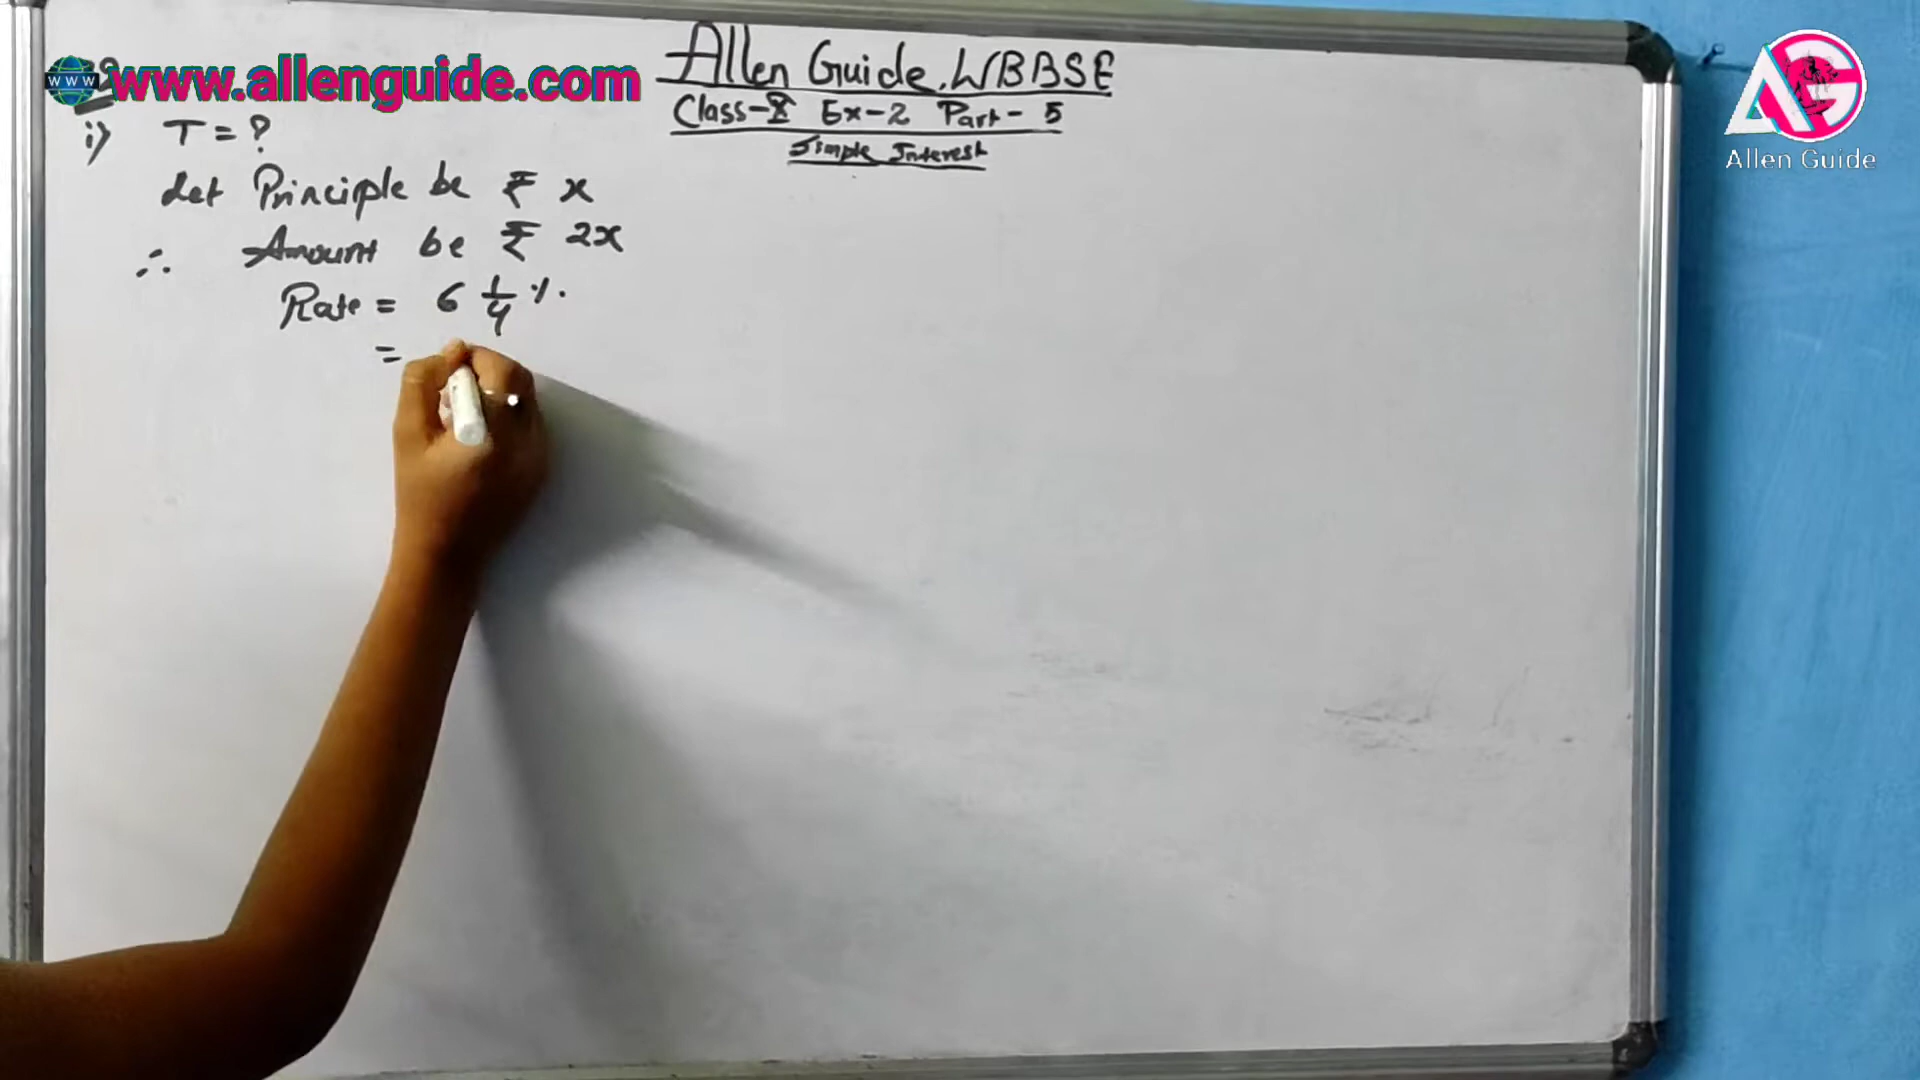 www.allenguide.com
Allen Guide. WBBSE
Class-X Ex-2 Part-5
Simple Interest
AG
Allen Guide
i) T = ?
Let Principle be ₹ x
∴ Amount be ₹ 2x
Rate = 6 1/4 %
=